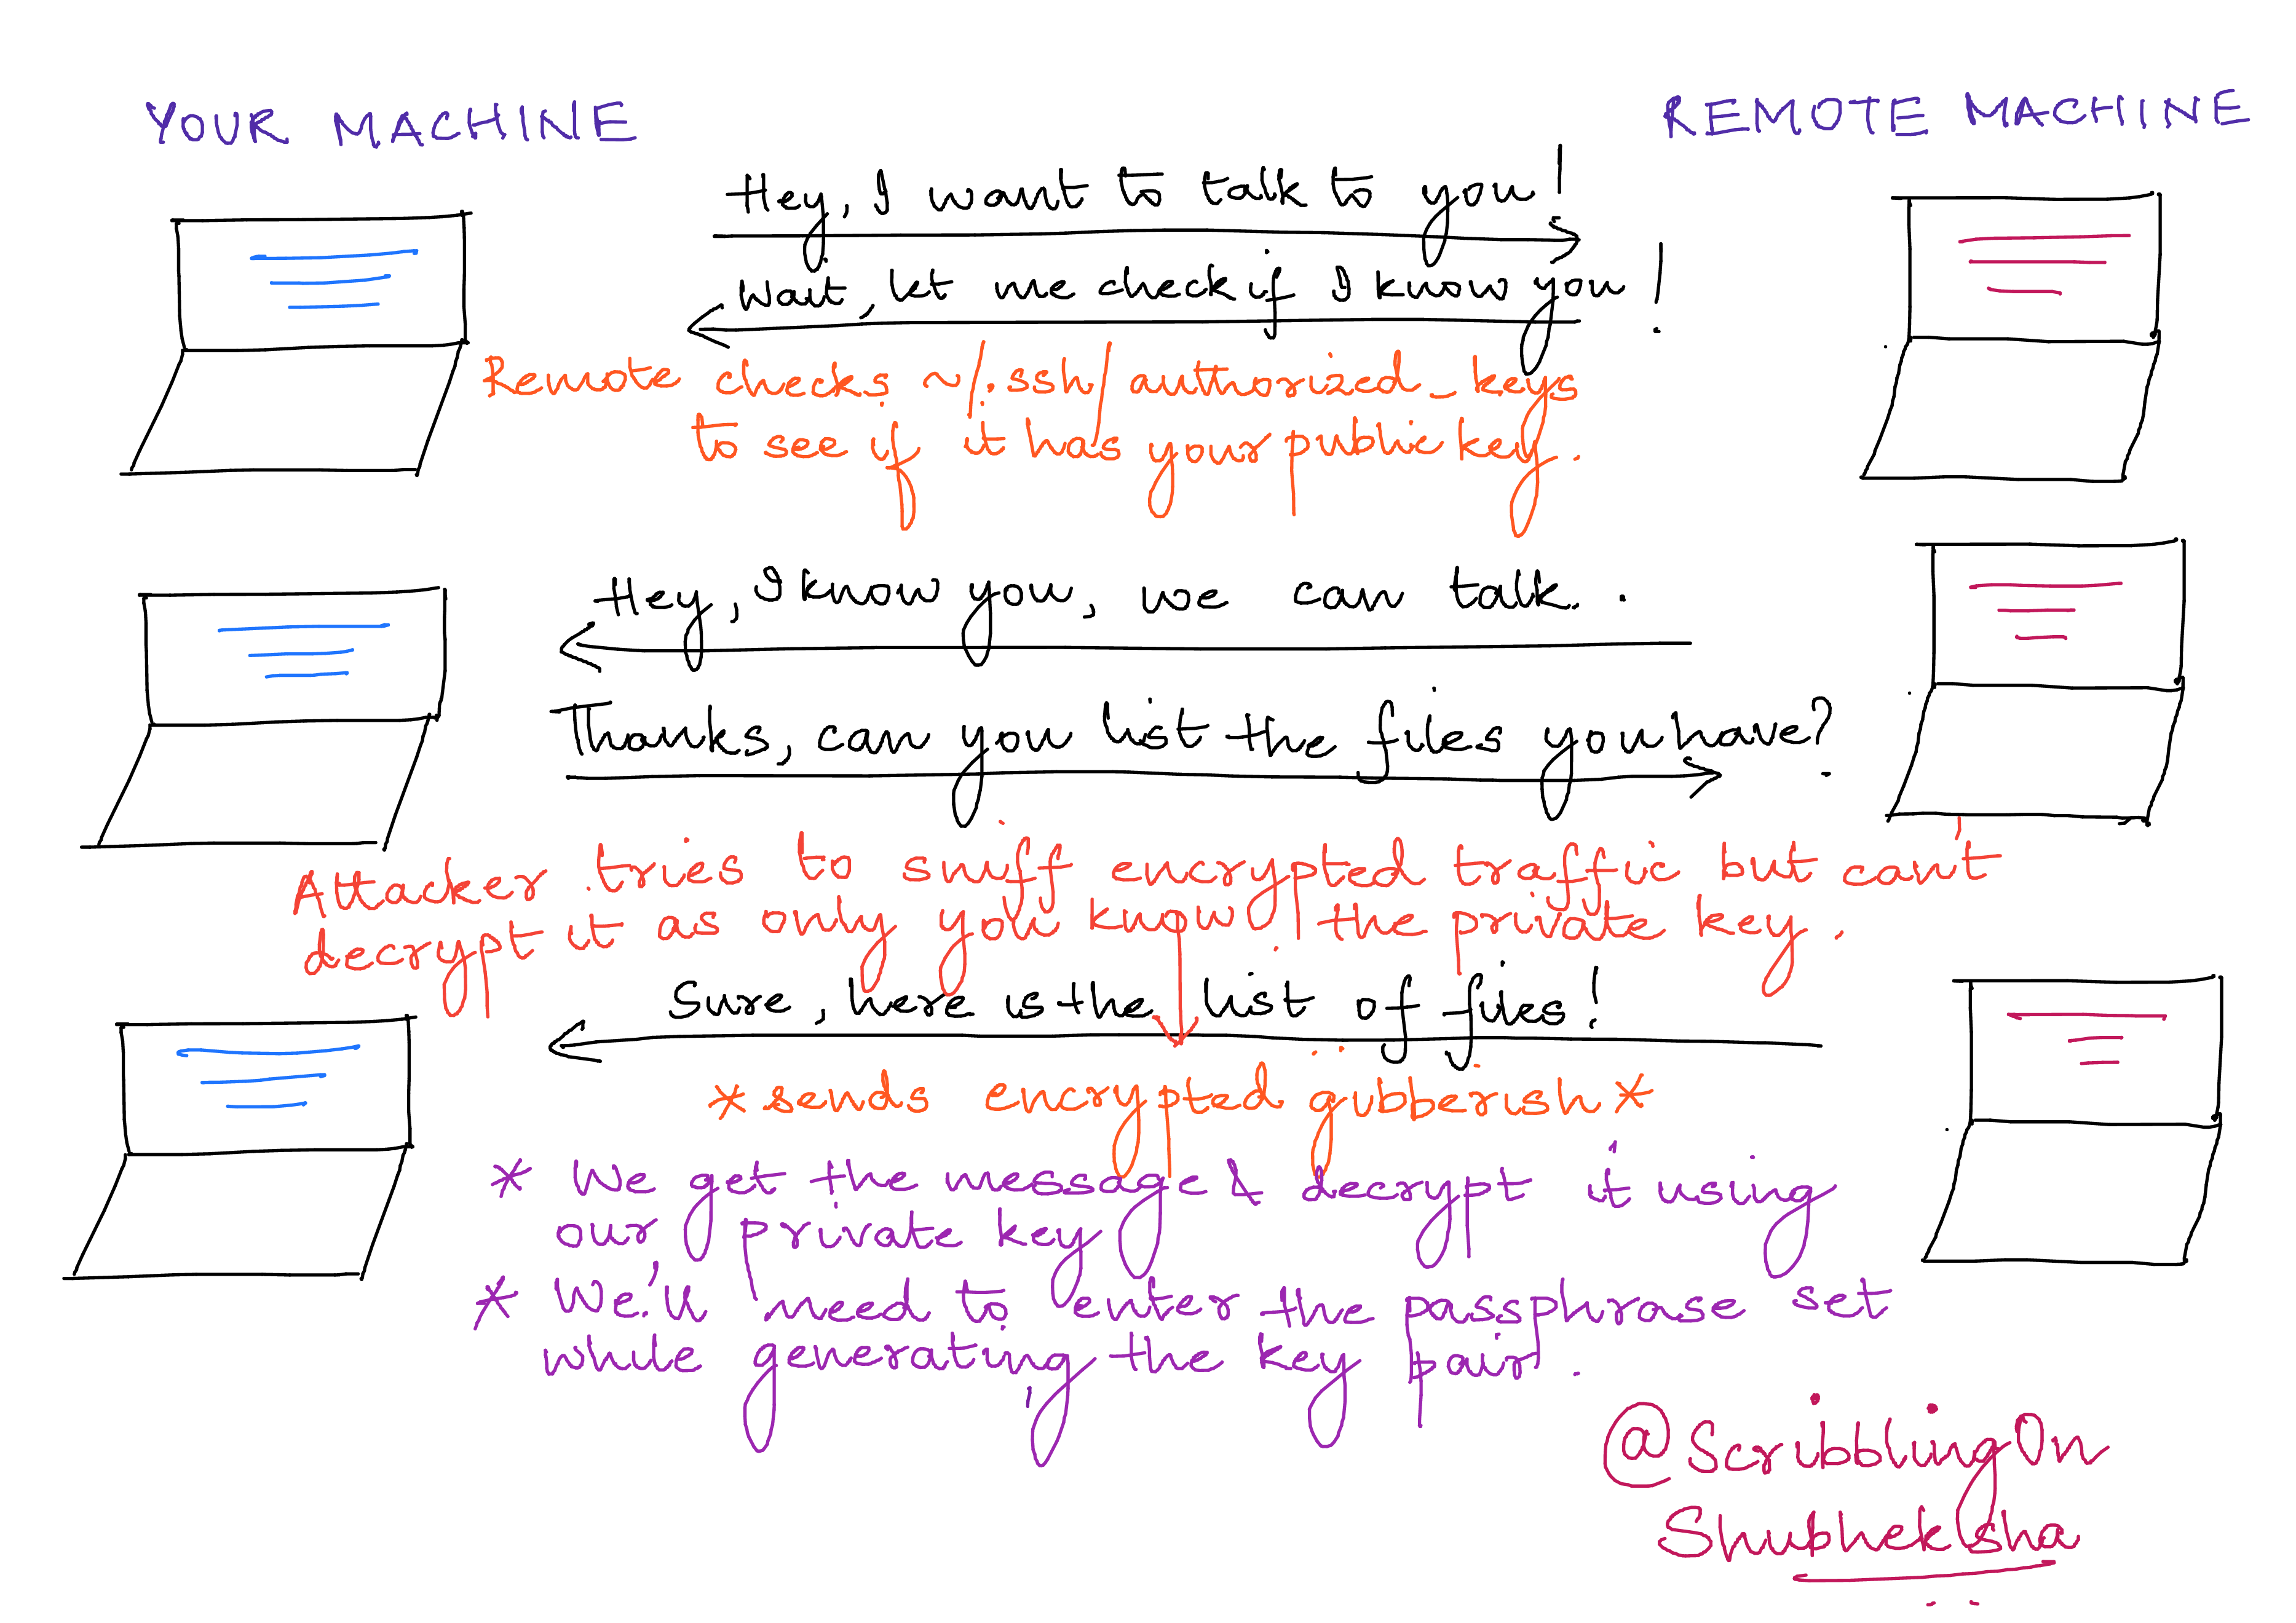 YOUR MACHINE
REMOTE MACHINE
Hey, I want to talk to you!
Wait, let me check if I know you!
Remote checks ~/.ssh/authorized_keys
to see if it has your public key.
Hey, I know you, we can talk.
Thanks, can you list the files you have?
Attacker tries to sniff encrypted traffic but can't
decrypt it as only you know the private key.
Sure, here is the list of files!
*sends encrypted gibberish*
* We get the message & decrypt it using
our private key
* We'll need to enter the passphrase set
while generating the key pair.
@ScribblingOn
Shubheksha